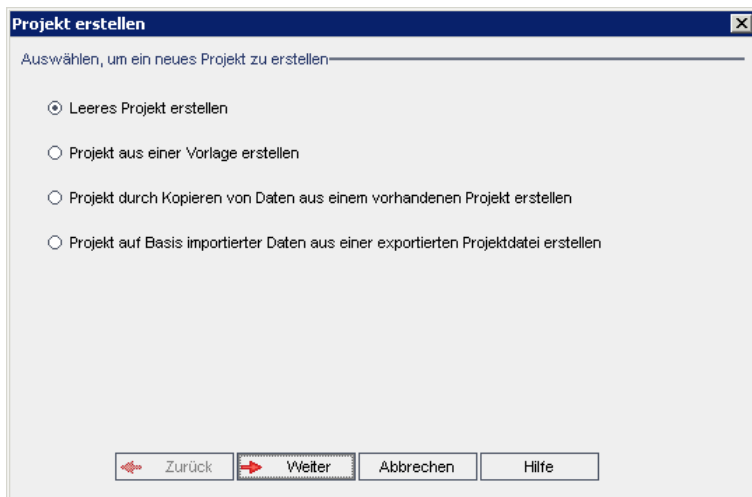 Projekt erstellen
Auswählen, um ein neues Projekt zu erstellen
Leeres Projekt erstellen
Projekt aus einer Vorlage erstellen
Projekt durch Kopieren von Daten aus einem vorhandenen Projekt erstellen
Projekt auf Basis importierter Daten aus einer exportierten Projektdatei erstellen
Zurück Weiter Abbrechen Hilfe